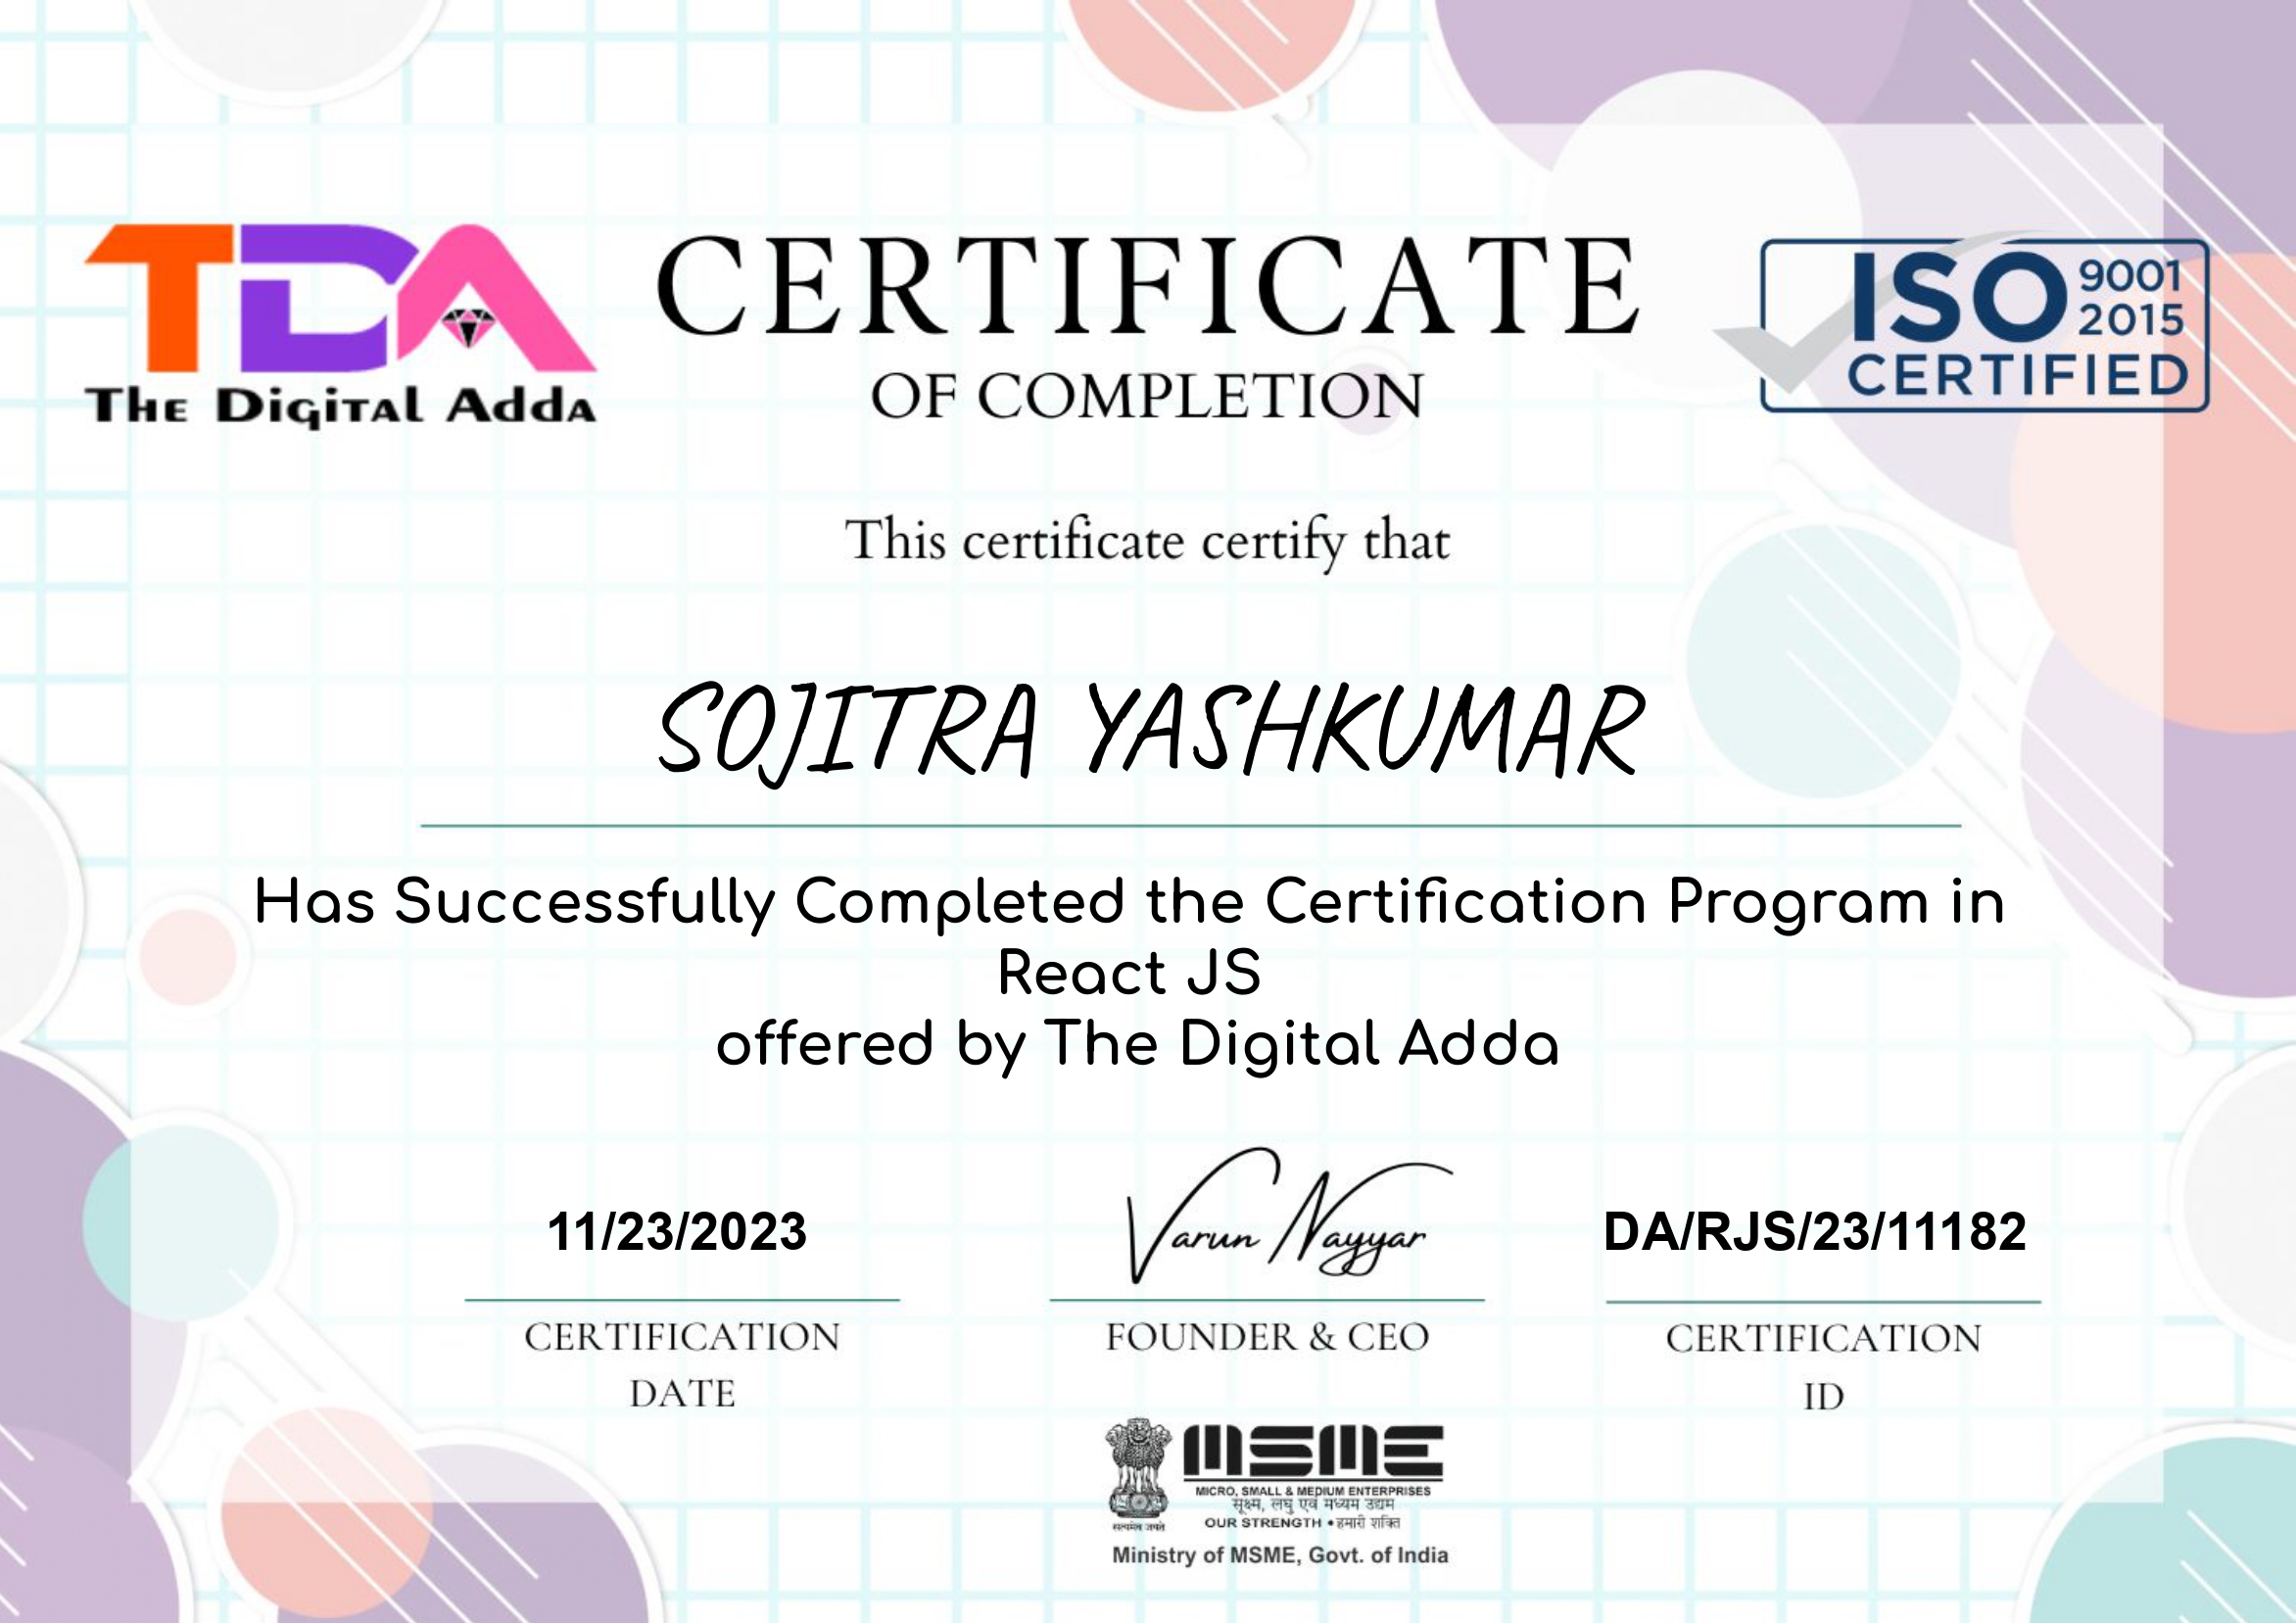 TDA
The Digital Adda
CERTIFICATE
OF COMPLETION
ISO 9001
2015
CERTIFIED
This certificate certify that
SOJITRA YASHKUMAR
Has Successfully Completed the Certification Program in
React JS
offered by The Digital Adda
11/23/2023
Varun Nayyar
DA/RJS/23/11182
CERTIFICATION
DATE
FOUNDER & CEO
CERTIFICATION
ID
MSME
MICRO, SMALL & MEDIUM ENTERPRISES
सूक्ष्म, लघु एवं मध्यम उद्यम
OUR STRENGTH • हमारी शक्ति
सत्यमेव जयते
Ministry of MSME, Govt. of India